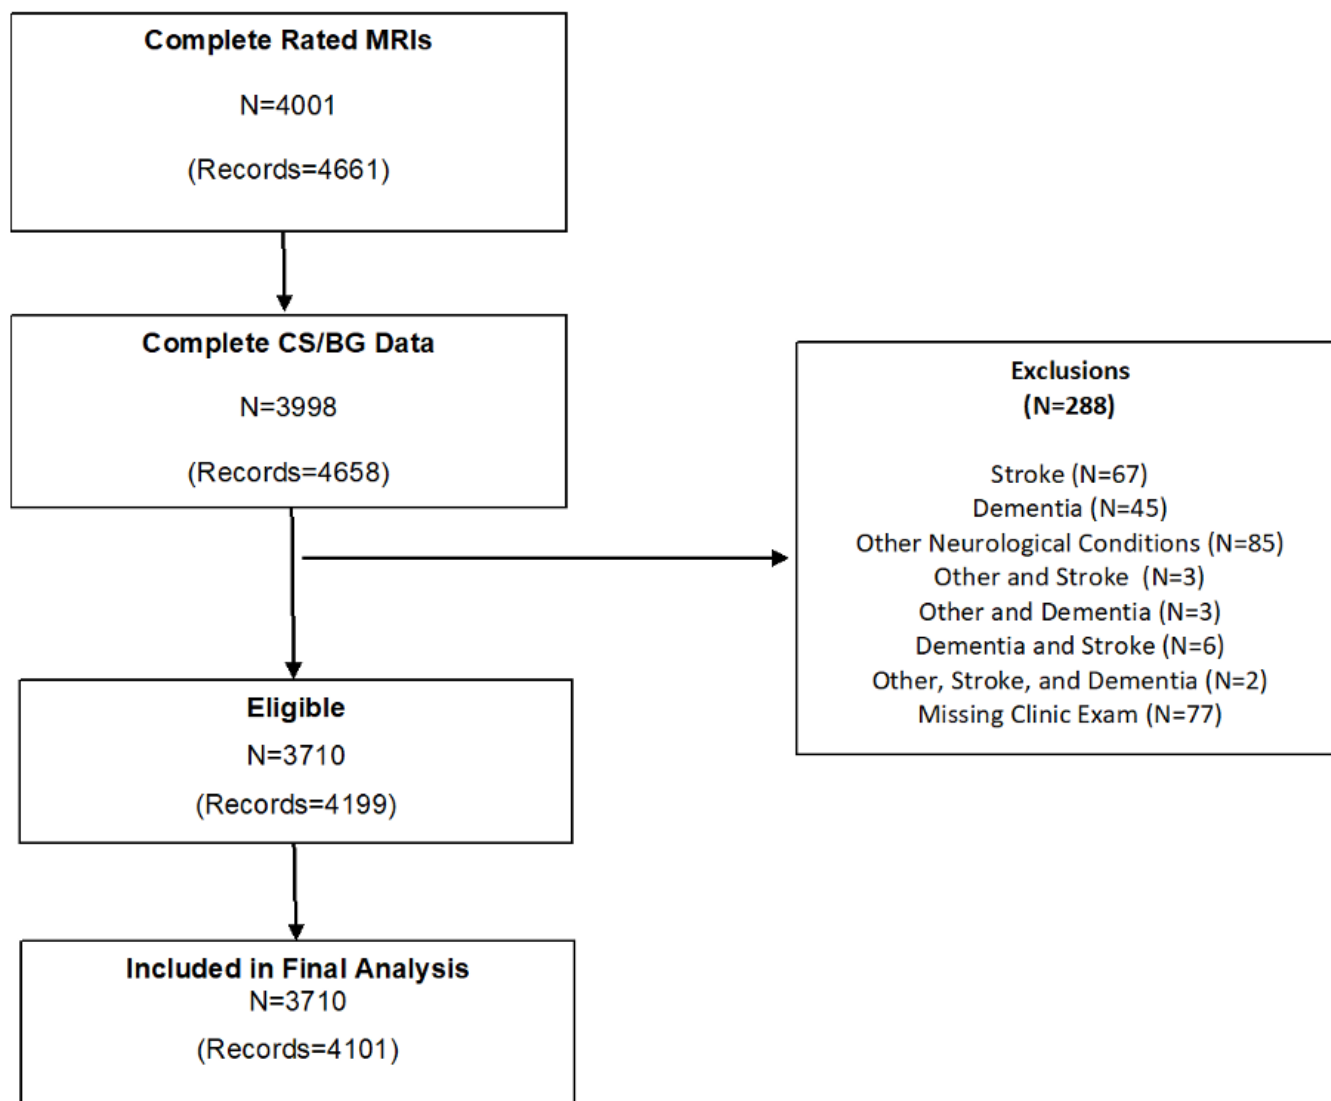 Complete Rated MRIs
N=4001
(Records=4661)
Complete CS/BG Data
N=3998
(Records=4658)
Exclusions
(N=288)
Stroke (N=67)
Dementia (N=45)
Other Neurological Conditions (N=85)
Other and Stroke (N=3)
Other and Dementia (N=3)
Dementia and Stroke (N=6)
Other, Stroke, and Dementia (N=2)
Missing Clinic Exam (N=77)
Eligible
N=3710
(Records=4199)
Included in Final Analysis
N=3710
(Records=4101)